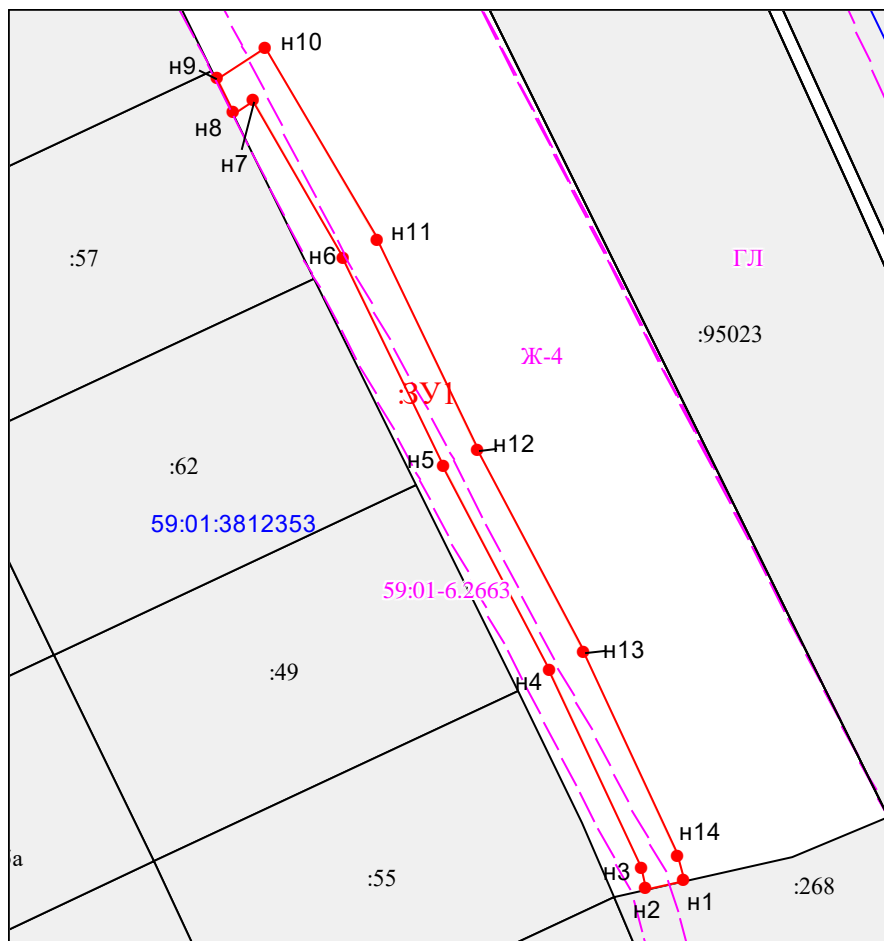 н10
н9
н8
н7
:57
н6
н11
ГЛ
:95023
Ж-4
:ЗУ1
н12
н5
:62
59:01:3812353
59:01-6.2663
н13
:49
н4
н14
а
:55
н3
н2
н1
:268